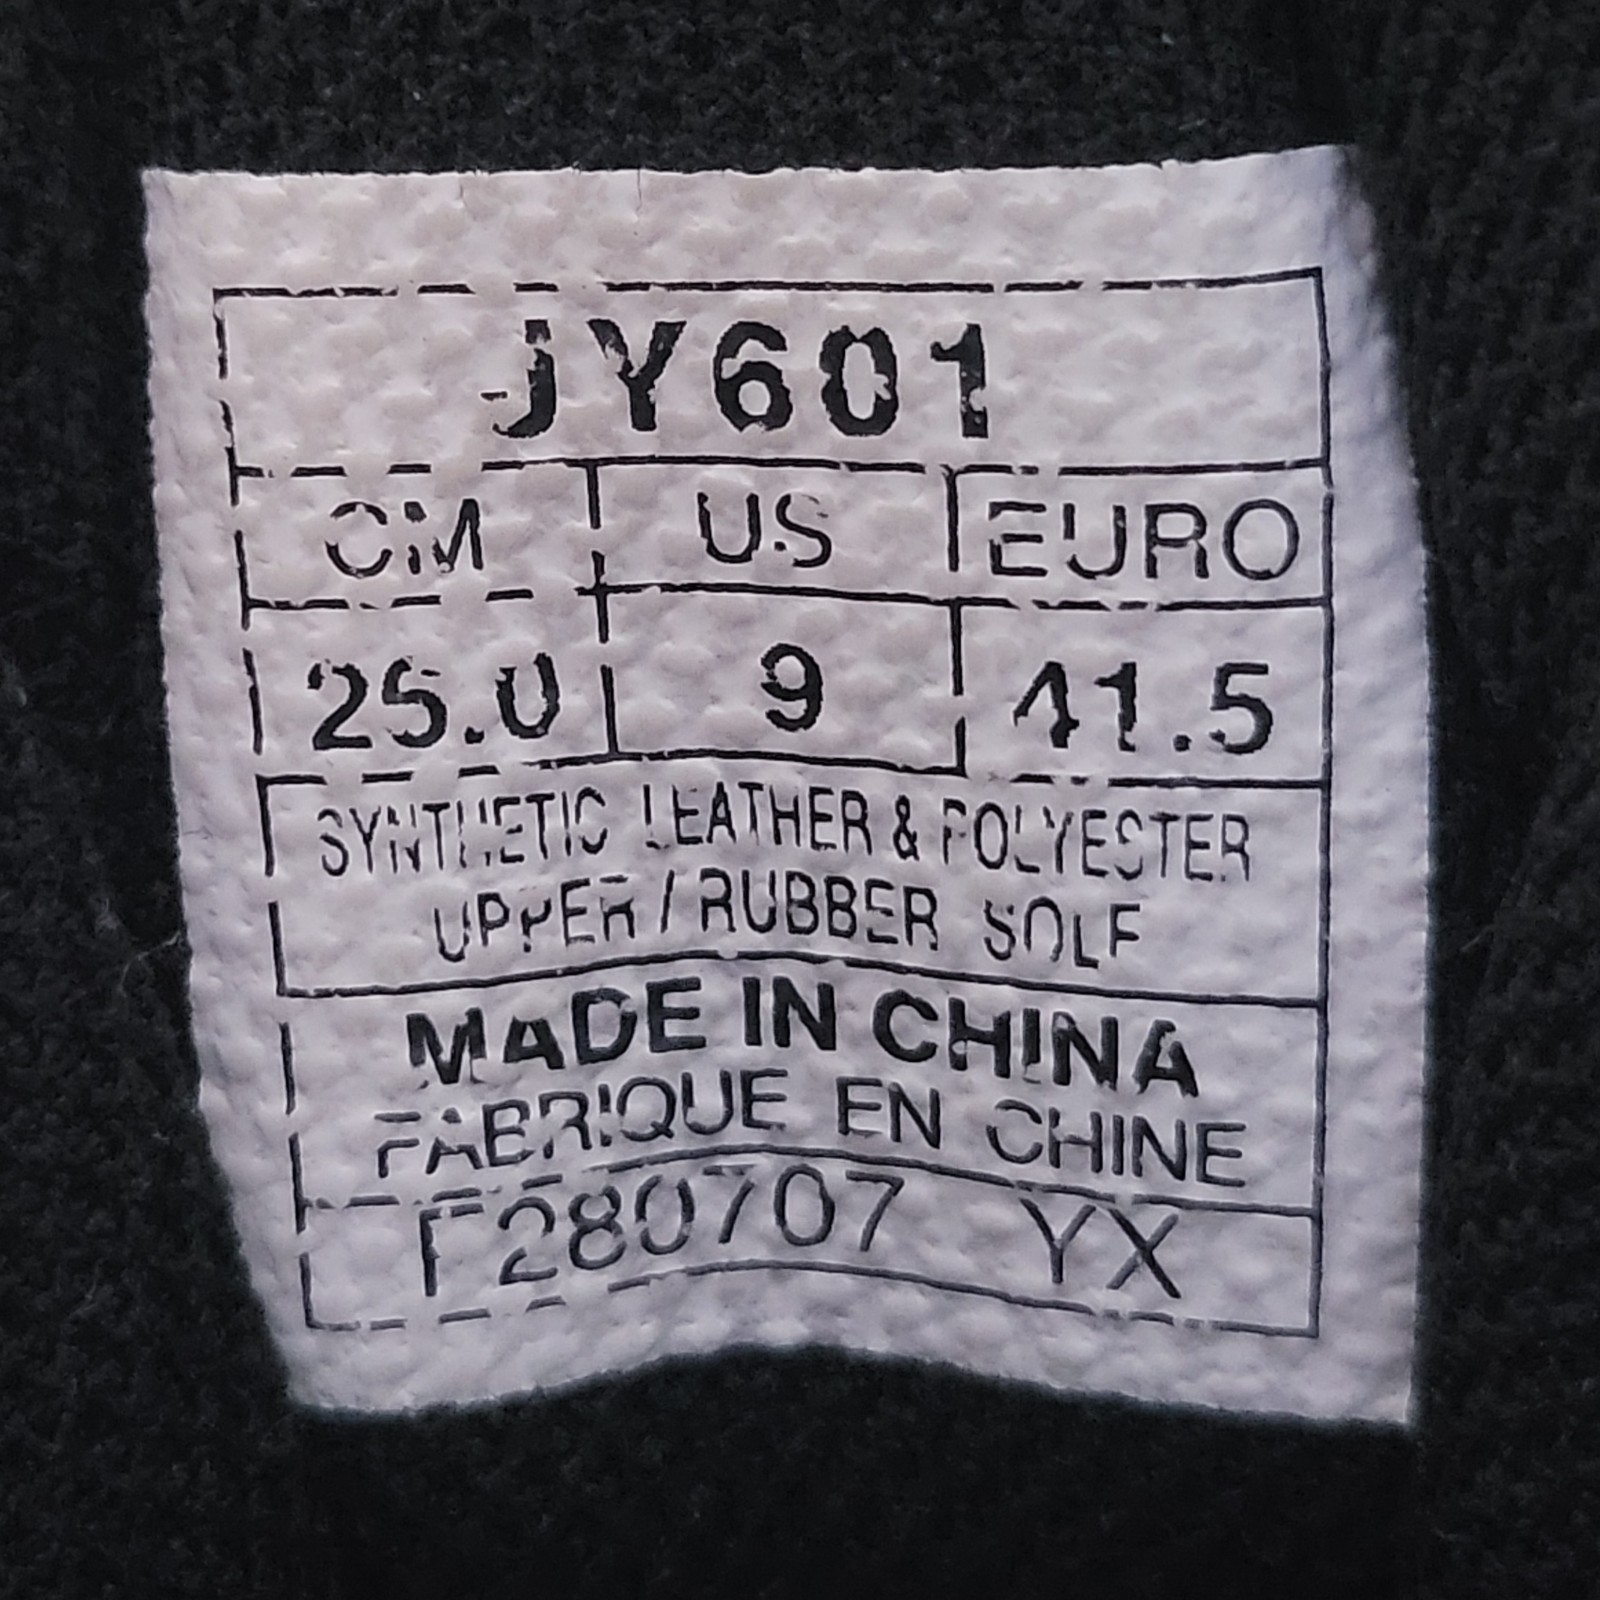 JY601
CM US EURO
25.0 9 41.5
SYNTHETIC LEATHER & POLYESTER
UPPER / RUBBER SOLE
MADE IN CHINA
FABRIQUE EN CHINE
F280707 YX